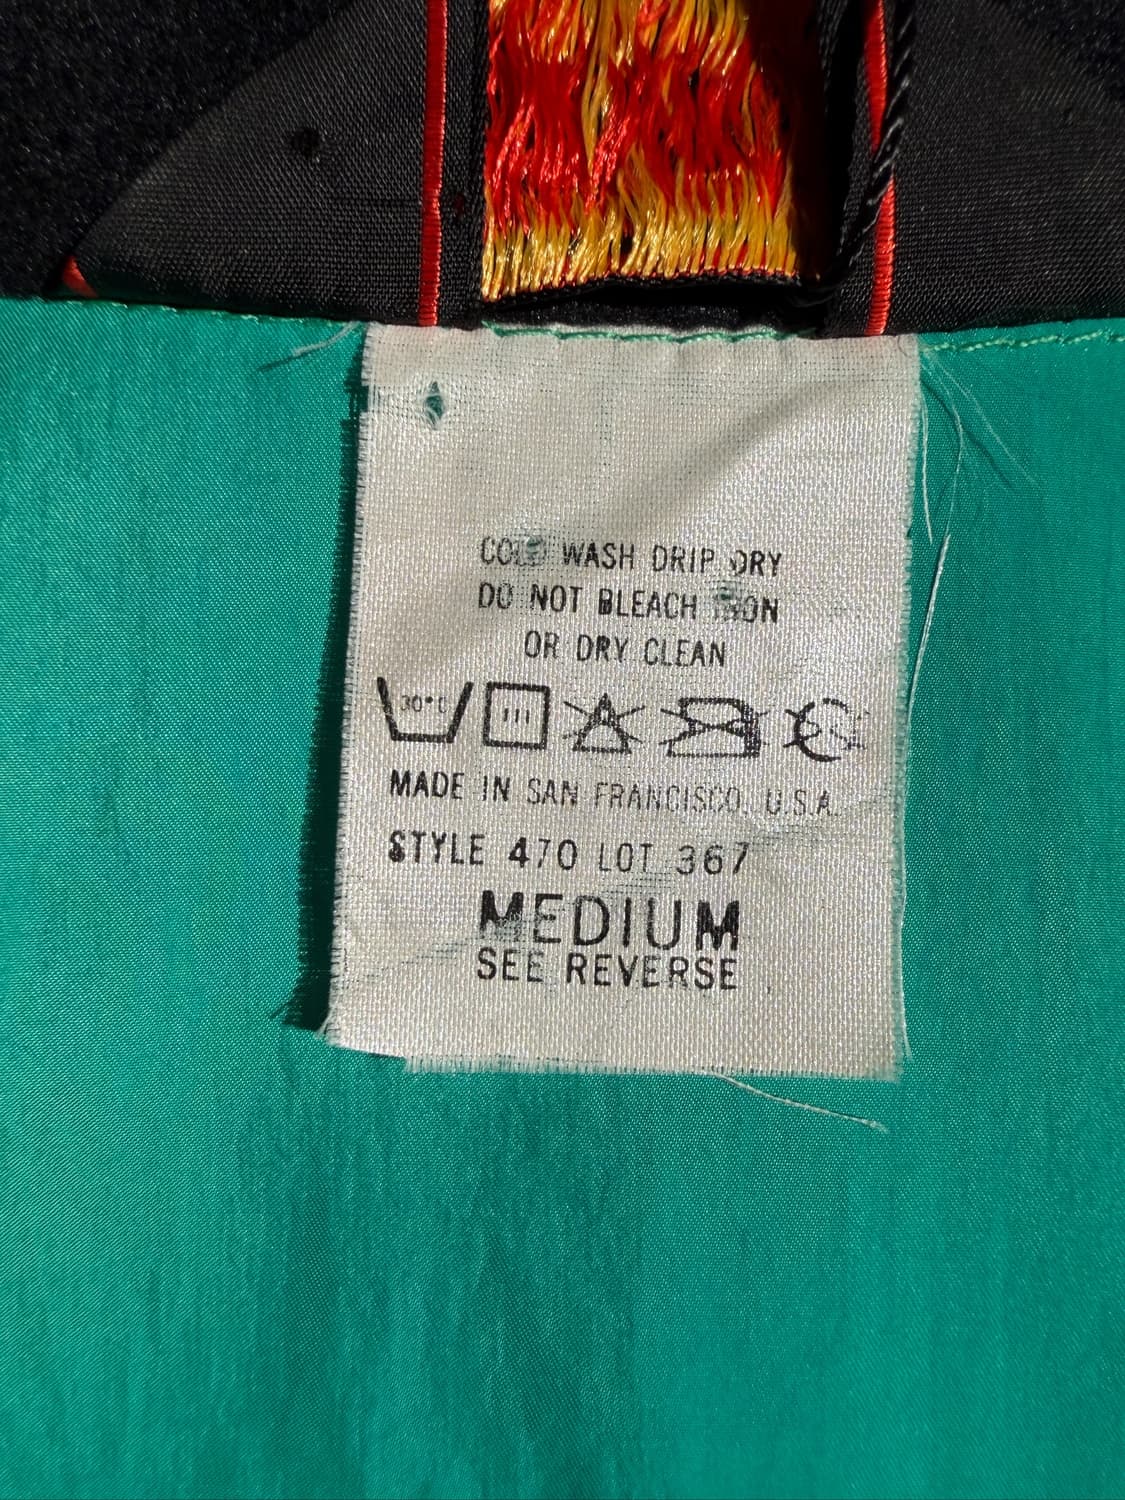 COLD WASH DRIP DRY
DO NOT BLEACH IRON
OR DRY CLEAN
30°C
MADE IN SAN FRANCISCO, U.S.A.
STYLE 470 LOT 367
MEDIUM
SEE REVERSE